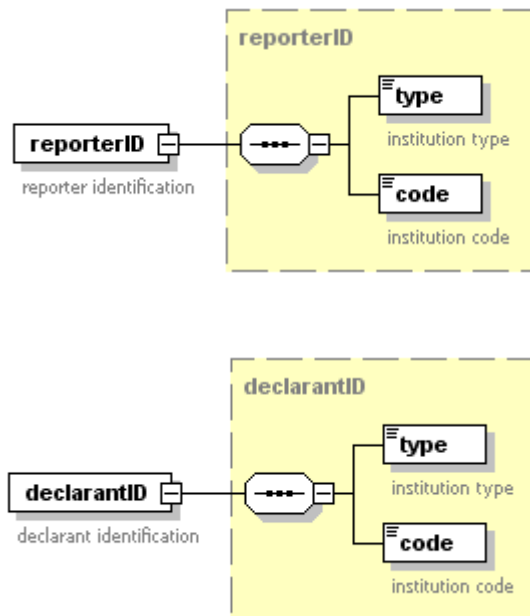 reporterID
type
institution type
reporterID
reporter identification
code
institution code
declarantID
type
institution type
declarantID
declarant identification
code
institution code